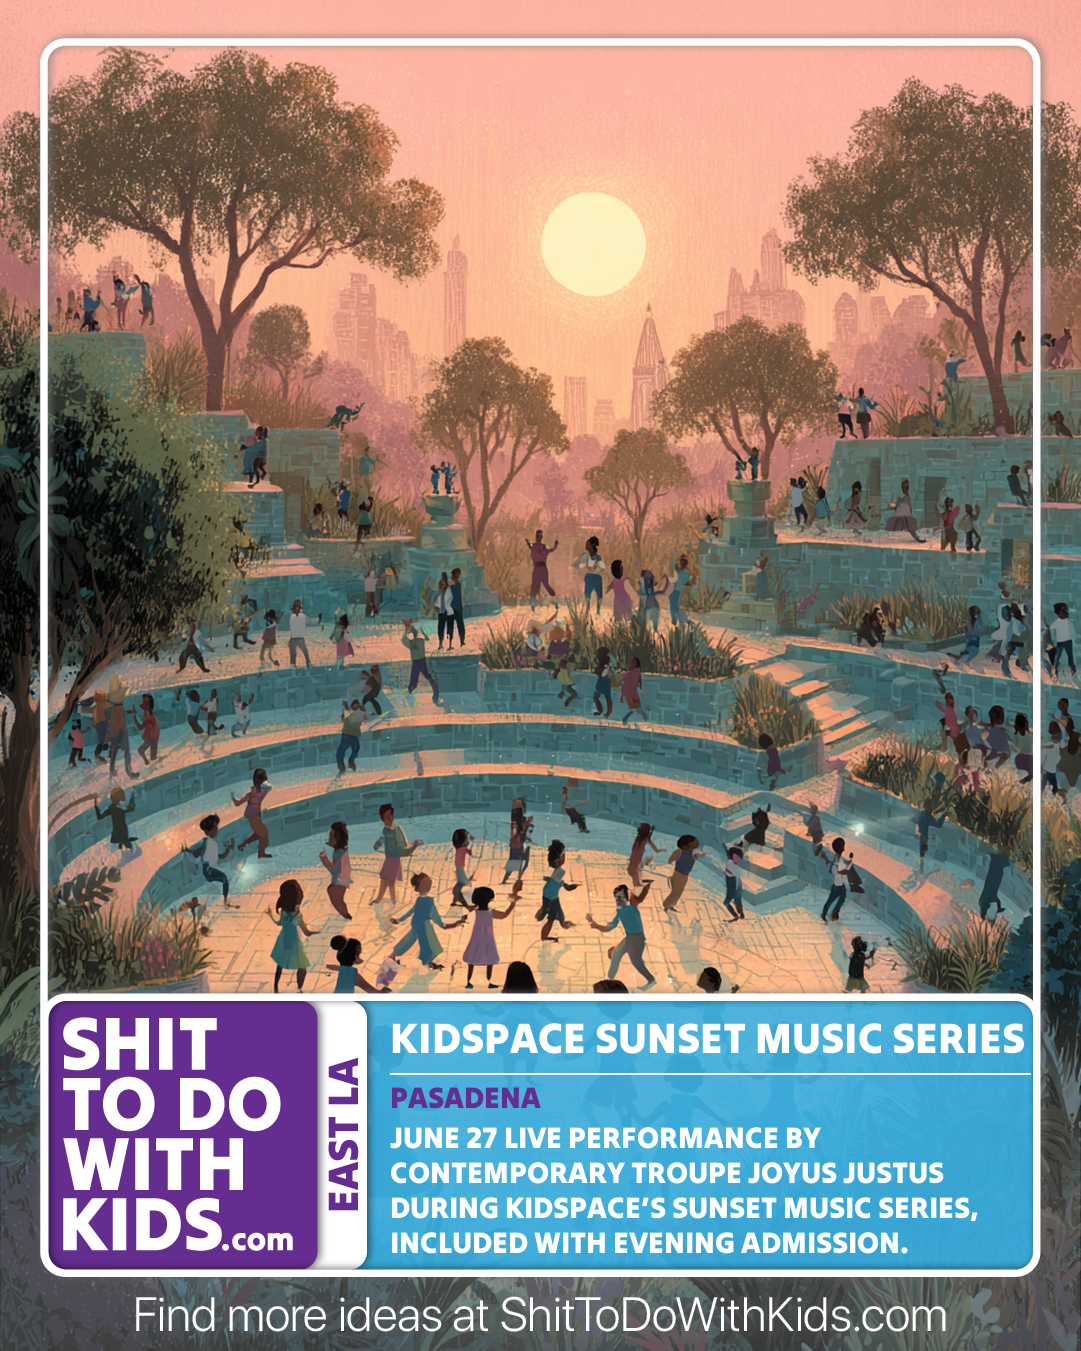 SHIT
TO DO
WITH
KIDS.com
EAST LA
KIDSPACE SUNSET MUSIC SERIES
PASADENA
JUNE 27 LIVE PERFORMANCE BY
CONTEMPORARY TROUPE JOYUS JUSTUS
DURING KIDSPACE'S SUNSET MUSIC SERIES,
INCLUDED WITH EVENING ADMISSION.
Find more ideas at ShitToDoWithKids.com